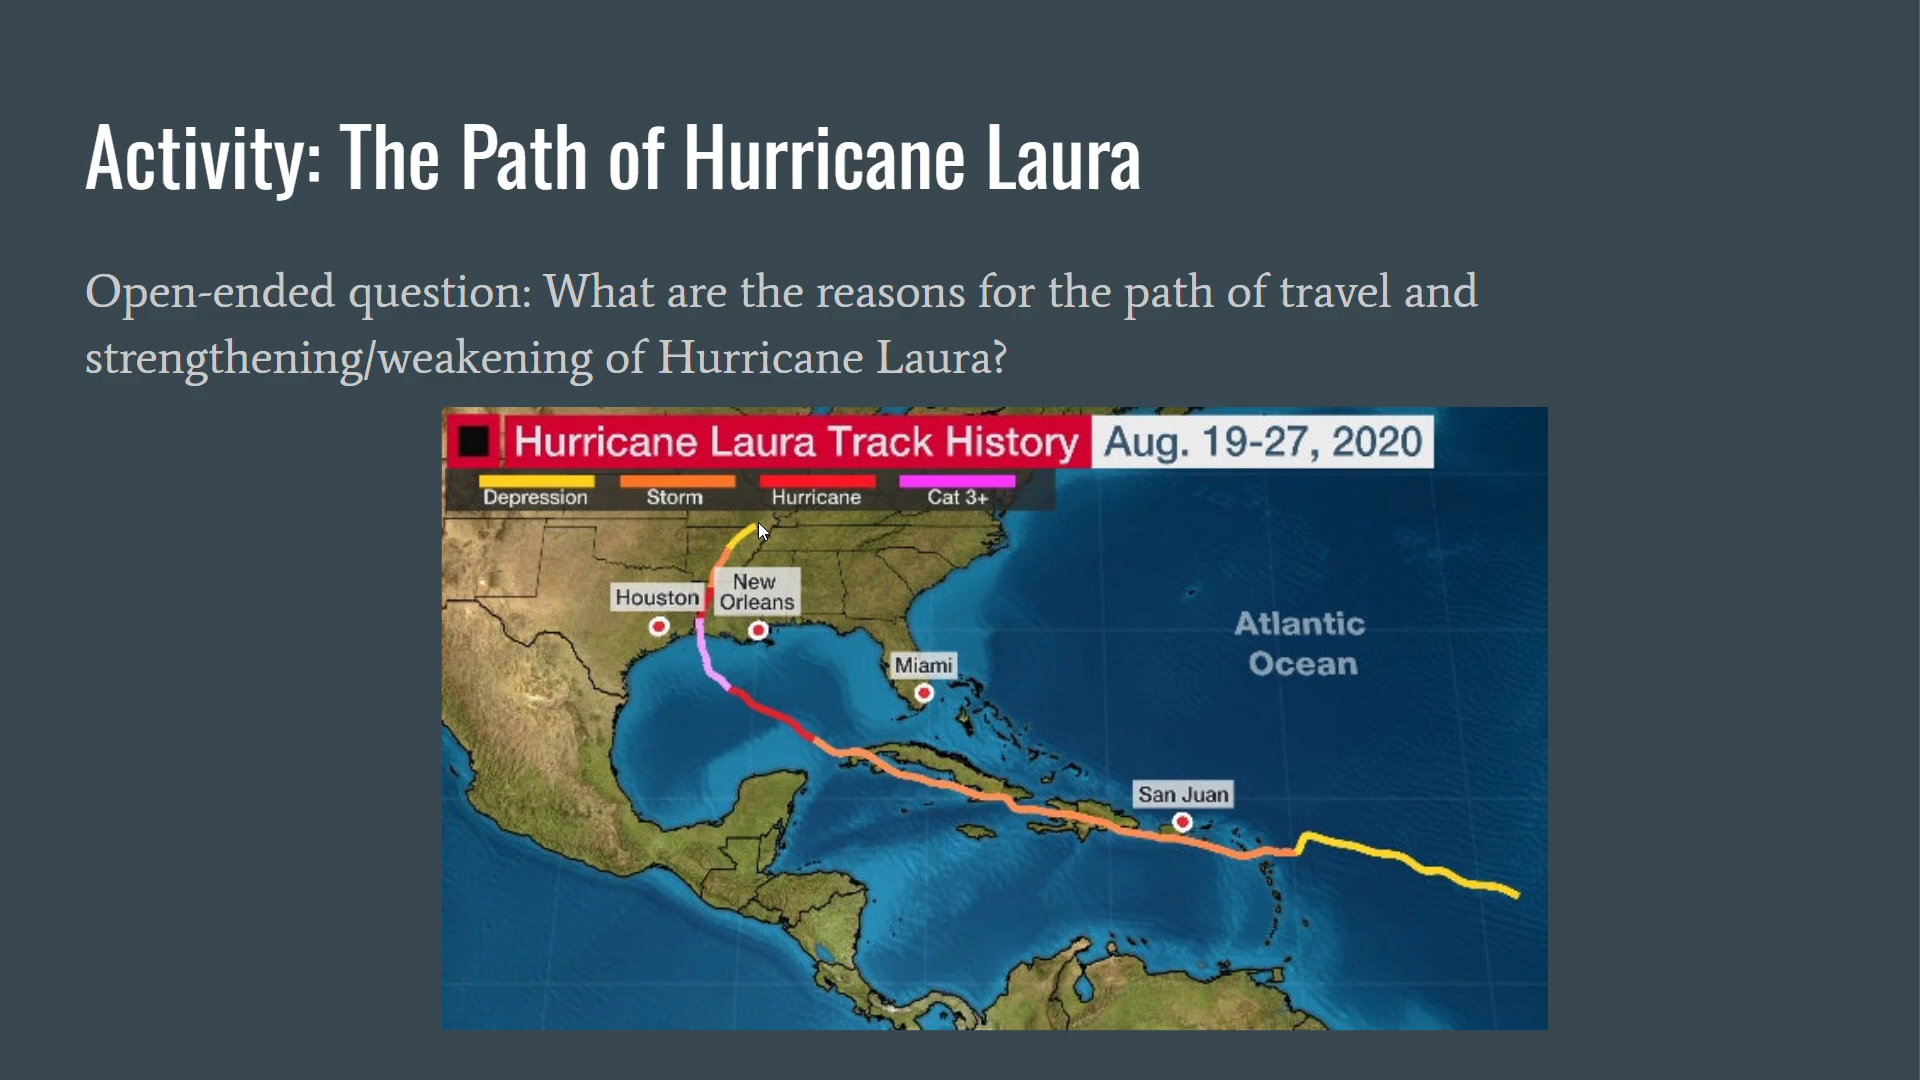 Activity: The Path of Hurricane Laura
Open-ended question: What are the reasons for the path of travel and
strengthening/weakening of Hurricane Laura?
Hurricane Laura Track History Aug. 19-27, 2020
Depression Storm Hurricane Cat 3+
New
Houston Orleans
Atlantic
Ocean
Miami
San Juan